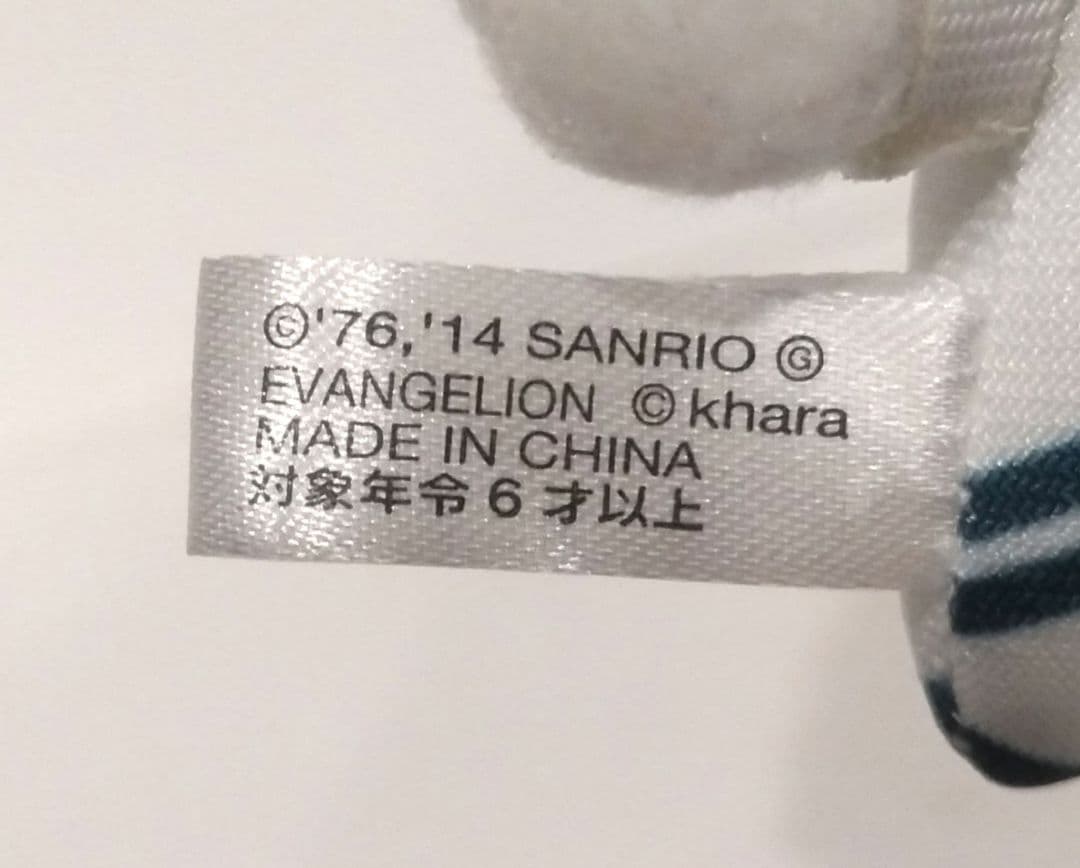 ©'76,'14 SANRIO Ⓖ
EVANGELION ©khara
MADE IN CHINA
対象年令6才以上